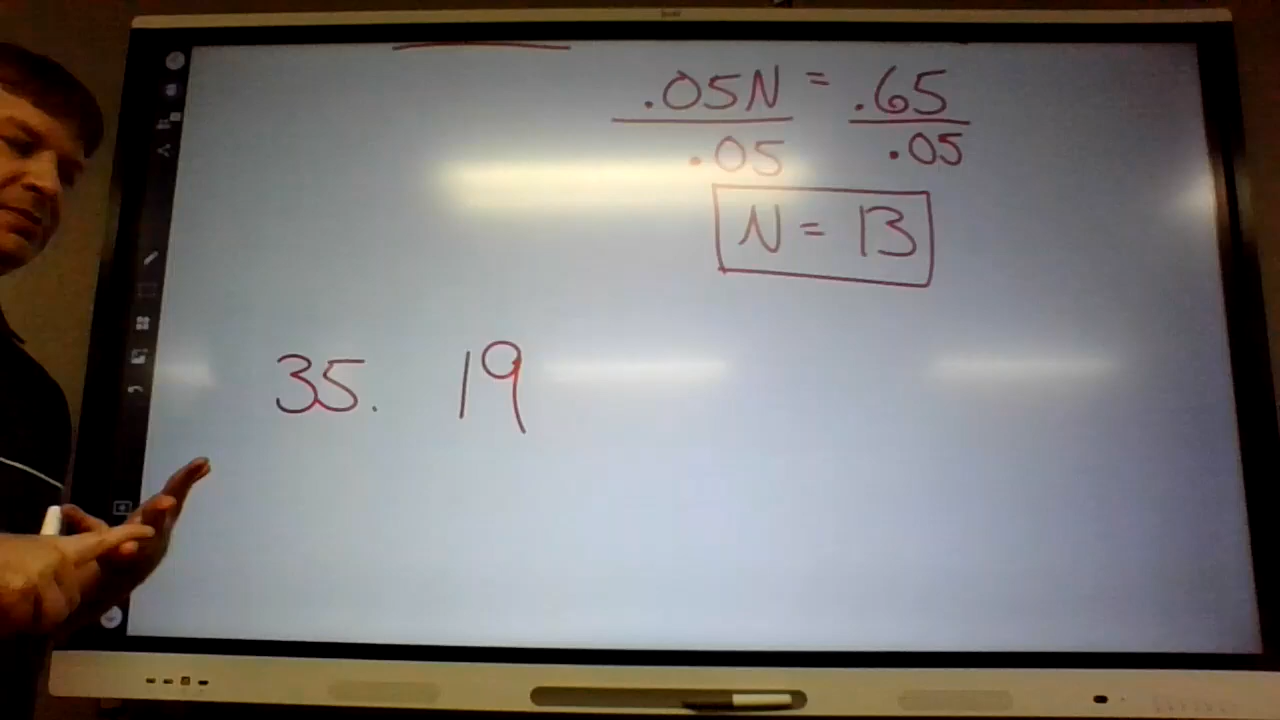 .05N = .65
.05 .05
N = 13
35. 19